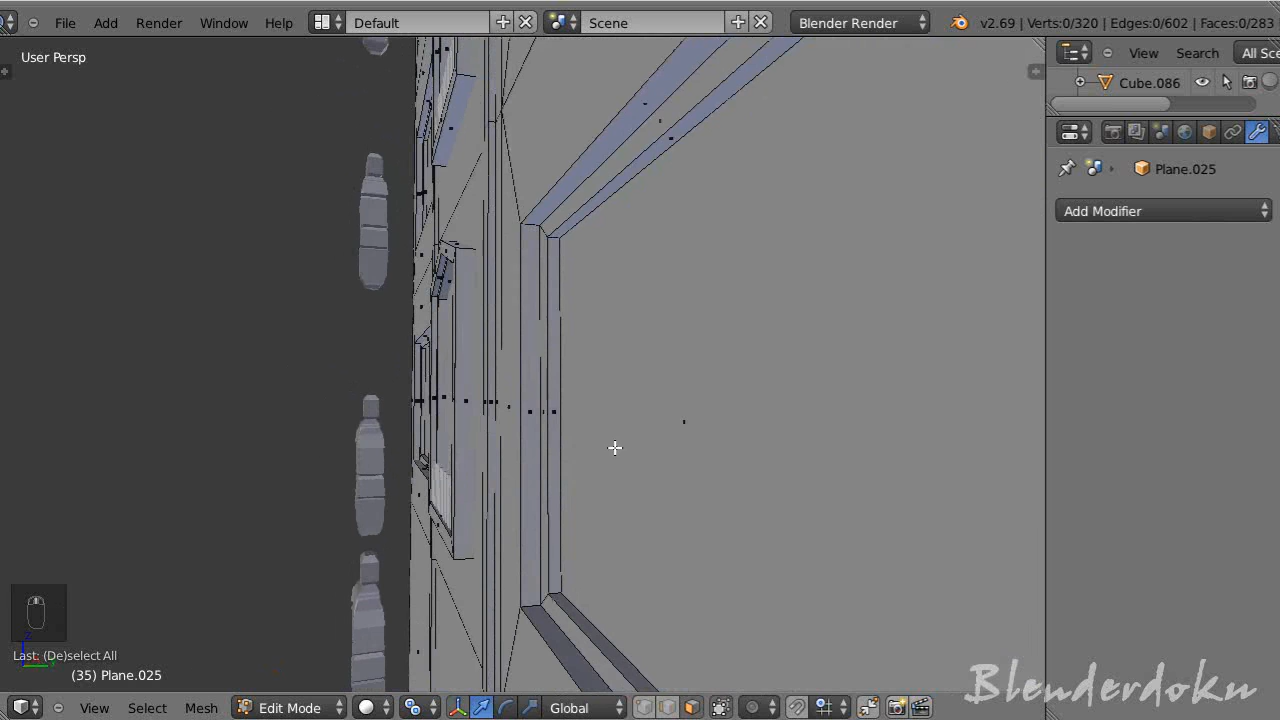 File Add Render Window Help Default Scene Blender Render v2.69 | Verts:0/320 | Edges:0/602 | Faces:0/283
User Persp
View Search All Sce
Cube.086
Plane.025
Add Modifier
Z
Last: (De)select All
(35) Plane.025
View Select Mesh Edit Mode Global
Blenderdoku